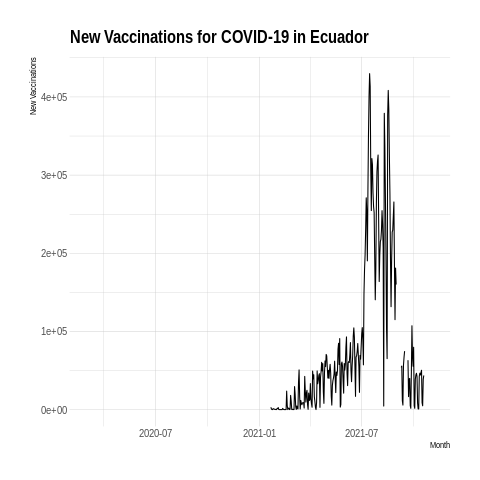 New Vaccinations for COVID-19 in Ecuador
New Vaccinations
4e+05
3e+05
2e+05
1e+05
0e+00
2020-07
2021-01
2021-07
Month